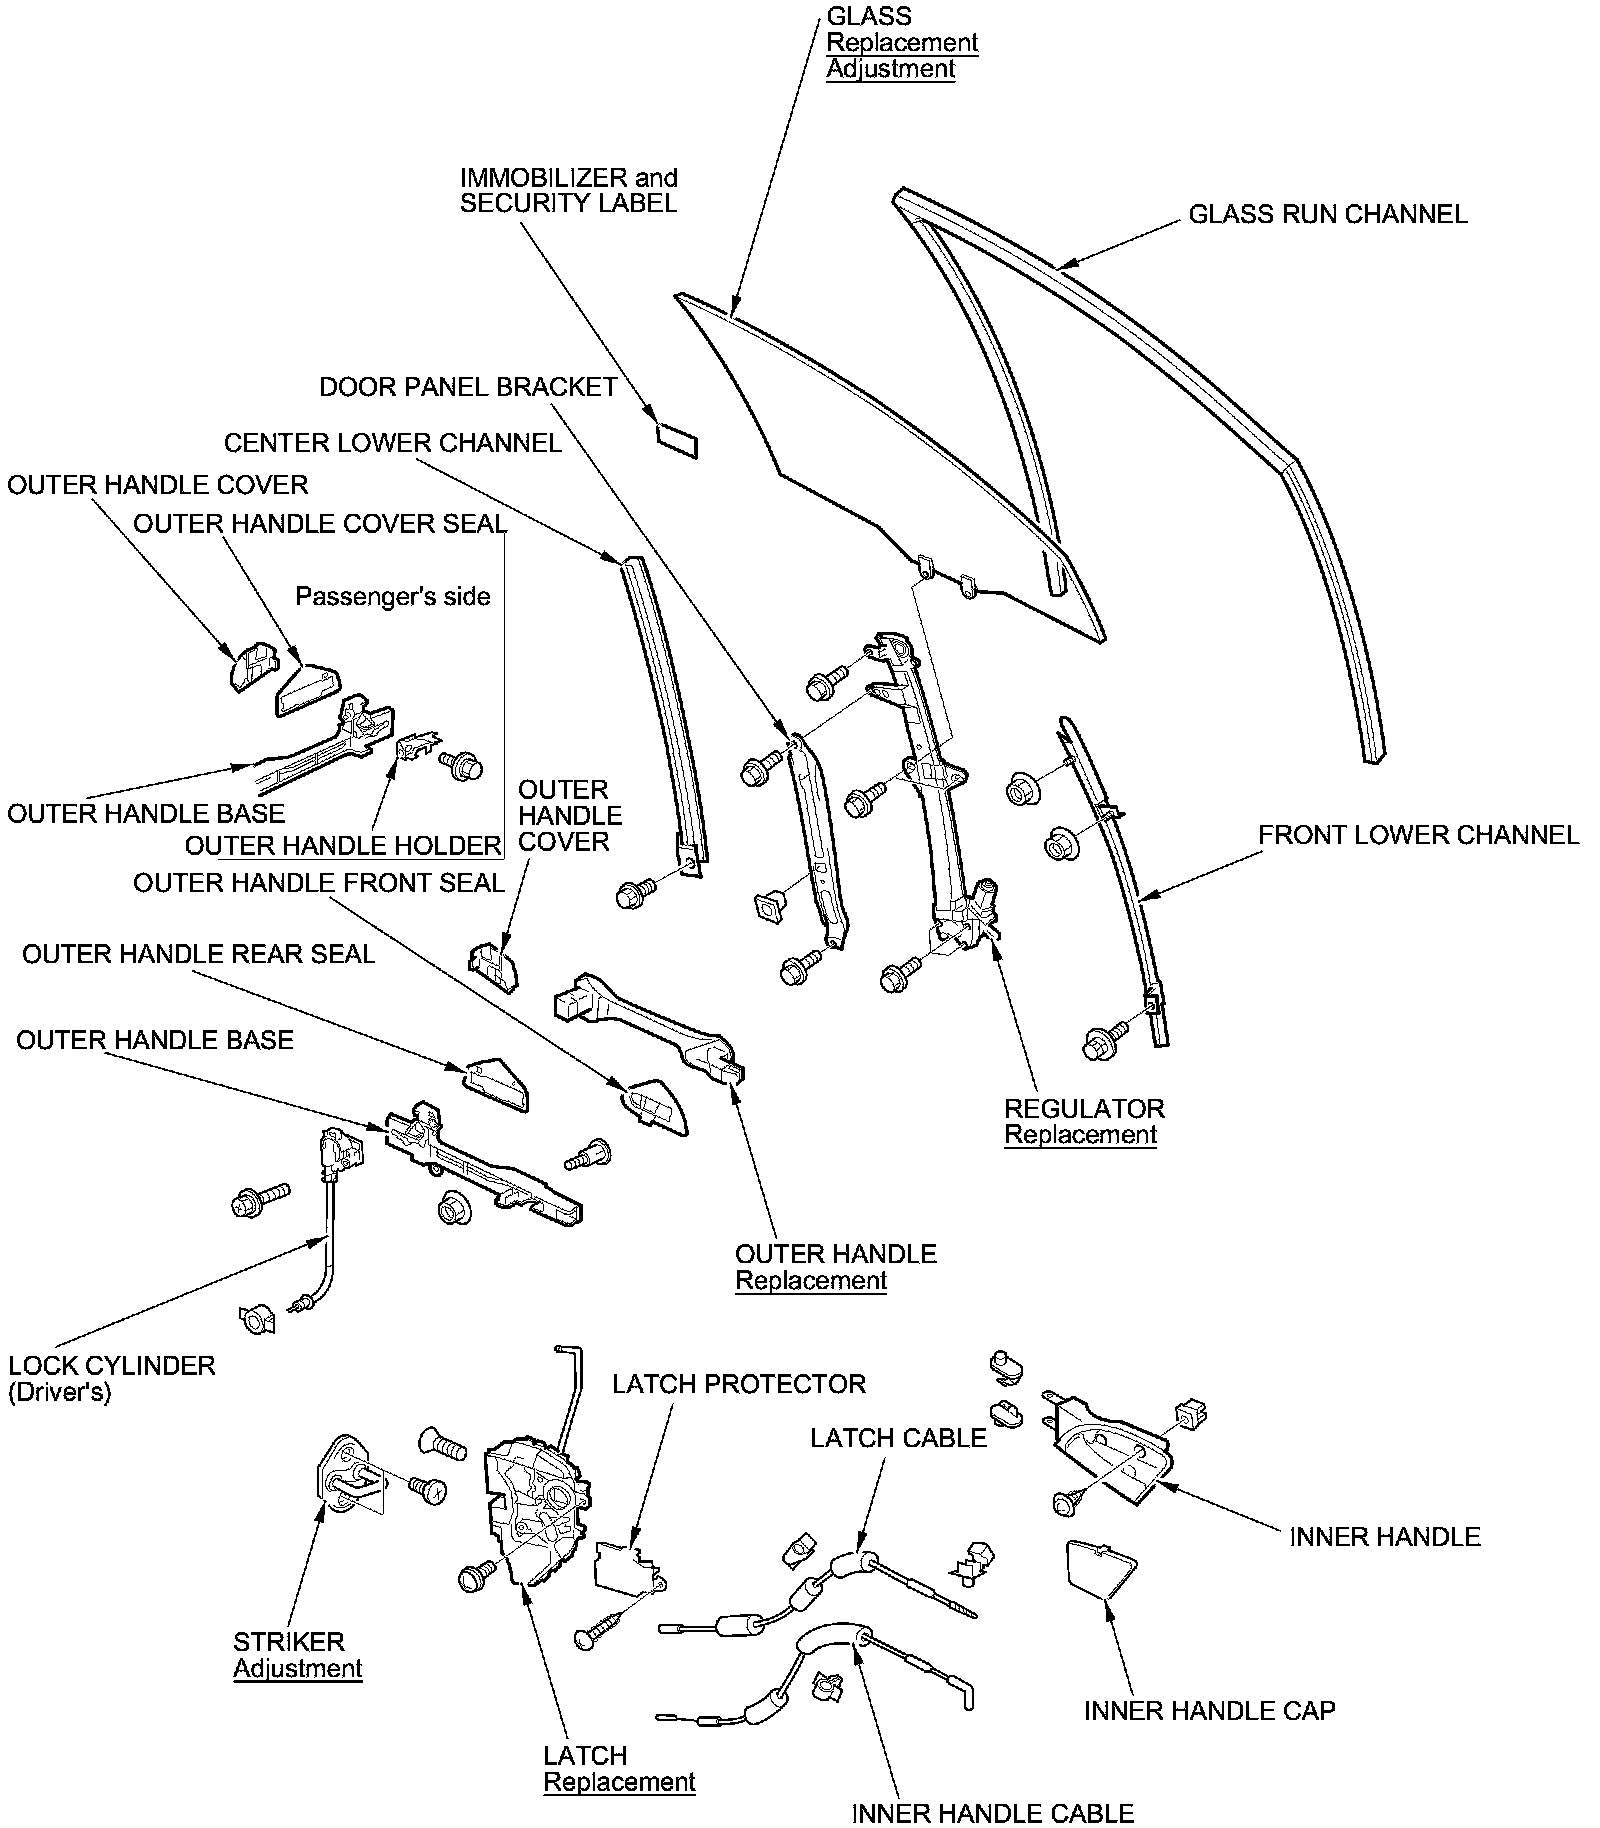 GLASS
Replacement
Adjustment
IMMOBILIZER and
SECURITY LABEL
GLASS RUN CHANNEL
DOOR PANEL BRACKET
CENTER LOWER CHANNEL
OUTER HANDLE COVER
OUTER HANDLE COVER SEAL
Passenger's side
OUTER HANDLE BASE
OUTER HANDLE HOLDER
OUTER
HANDLE
COVER
FRONT LOWER CHANNEL
OUTER HANDLE FRONT SEAL
OUTER HANDLE REAR SEAL
OUTER HANDLE BASE
REGULATOR
Replacement
OUTER HANDLE
Replacement
LOCK CYLINDER
(Driver's)
LATCH PROTECTOR
LATCH CABLE
INNER HANDLE
STRIKER
Adjustment
INNER HANDLE CAP
LATCH
Replacement
INNER HANDLE CABLE